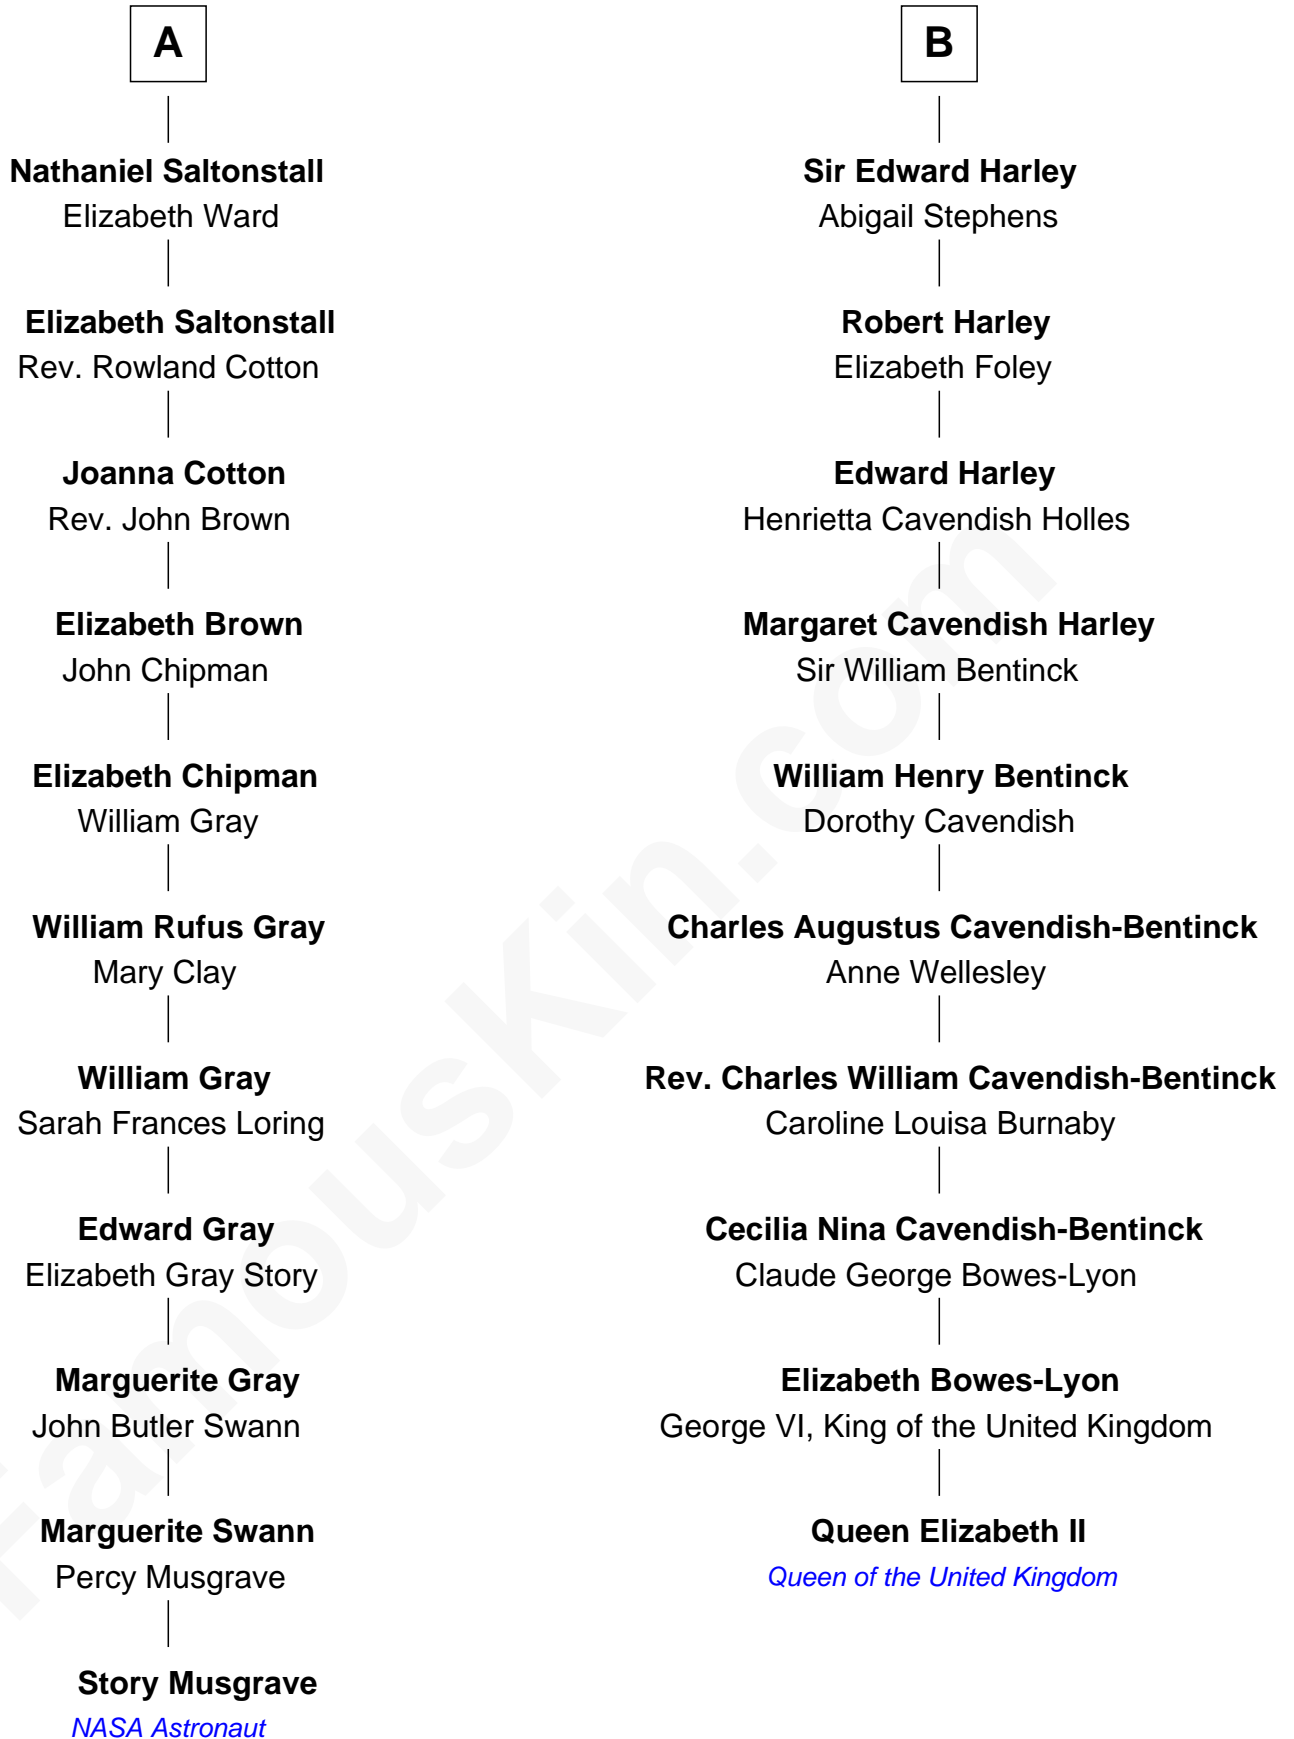 A
Nathaniel Saltonstall
Elizabeth Ward
Elizabeth Saltonstall
Rev. Rowland Cotton
Joanna Cotton
Rev. John Brown
Elizabeth Brown
John Chipman
Elizabeth Chipman
William Gray
William Rufus Gray
Mary Clay
William Gray
Sarah Frances Loring
Edward Gray
Elizabeth Gray Story
Marguerite Gray
John Butler Swann
Marguerite Swann
Percy Musgrave
Story Musgrave
NASA Astronaut
B
Sir Edward Harley
Abigail Stephens
Robert Harley
Elizabeth Foley
Edward Harley
Henrietta Cavendish Holles
Margaret Cavendish Harley
Sir William Bentinck
William Henry Bentinck
Dorothy Cavendish
Charles Augustus Cavendish-Bentinck
Anne Wellesley
Rev. Charles William Cavendish-Bentinck
Caroline Louisa Burnaby
Cecilia Nina Cavendish-Bentinck
Claude George Bowes-Lyon
Elizabeth Bowes-Lyon
George VI, King of the United Kingdom
Queen Elizabeth II
Queen of the United Kingdom
FamousKin.com